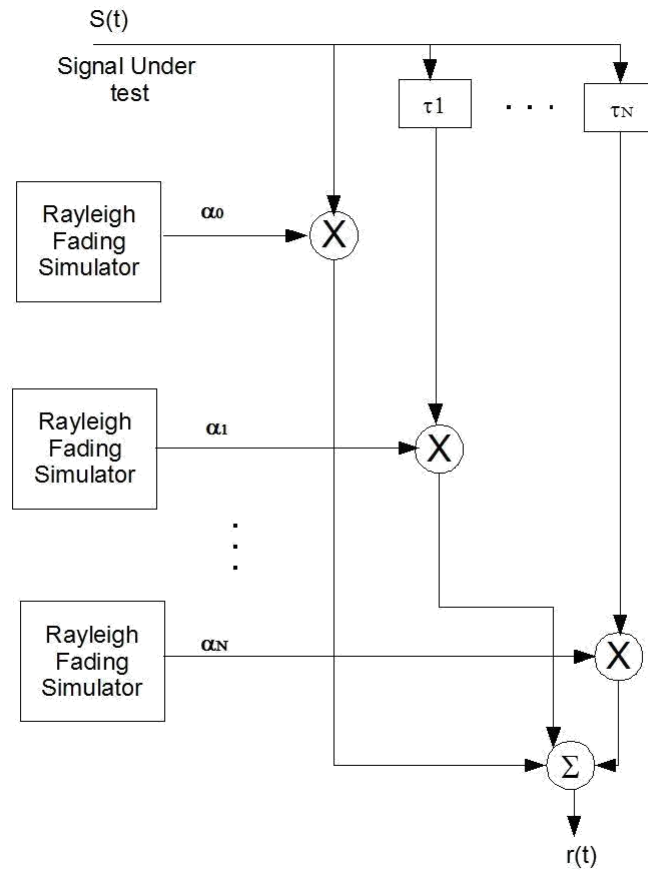 S(t)
Signal Under
test
τ1
. . .
τN
Rayleigh
Fading
Simulator
α0
X
Rayleigh
Fading
Simulator
α1
X
Rayleigh
Fading
Simulator
αN
X
Σ
r(t)